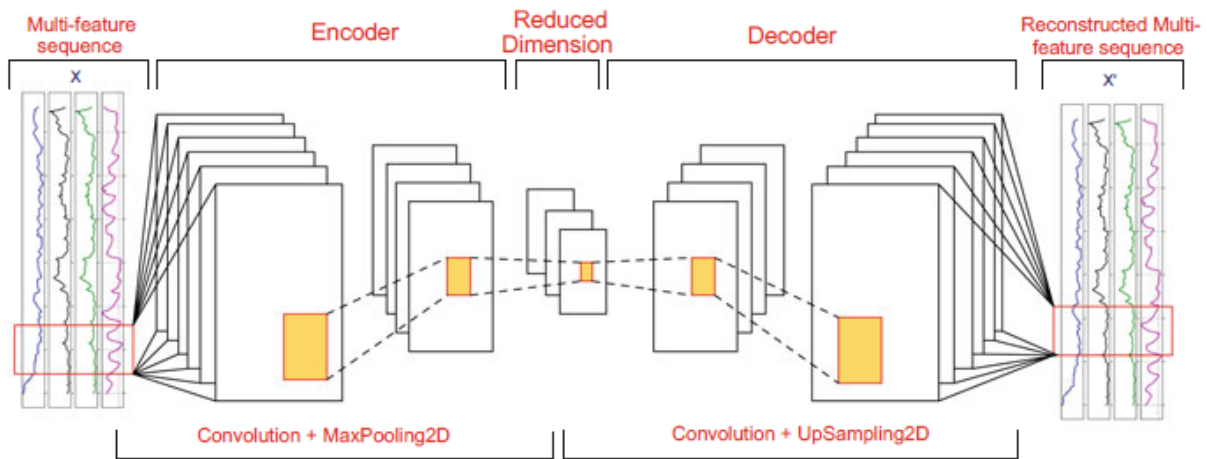 Multi-feature
sequence
Encoder
Reduced
Dimension
Decoder
Reconstructed Multi-
feature sequence
X
X'
Convolution + MaxPooling2D
Convolution + UpSampling2D